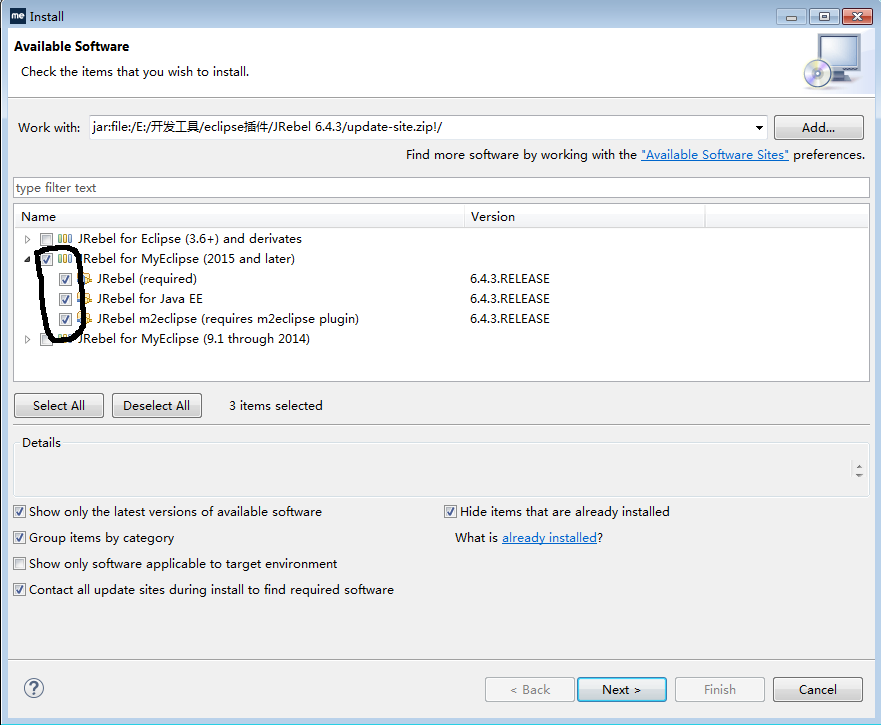 me Install
Available Software
Check the items that you wish to install.
Work with: jar:file:/E:/开发工具/eclipse插件/JRebel 6.4.3/update-site.zip!/ Add...
Find more software by working with the "Available Software Sites" preferences.
type filter text
Name Version
JRebel for Eclipse (3.6+) and derivates
JRebel for MyEclipse (2015 and later)
JRebel (required) 6.4.3.RELEASE
JRebel for Java EE 6.4.3.RELEASE
JRebel m2eclipse (requires m2eclipse plugin) 6.4.3.RELEASE
JRebel for MyEclipse (9.1 through 2014)
Select All Deselect All 3 items selected
Details
Show only the latest versions of available software Hide items that are already installed
Group items by category What is already installed?
Show only software applicable to target environment
Contact all update sites during install to find required software
? < Back Next > Finish Cancel